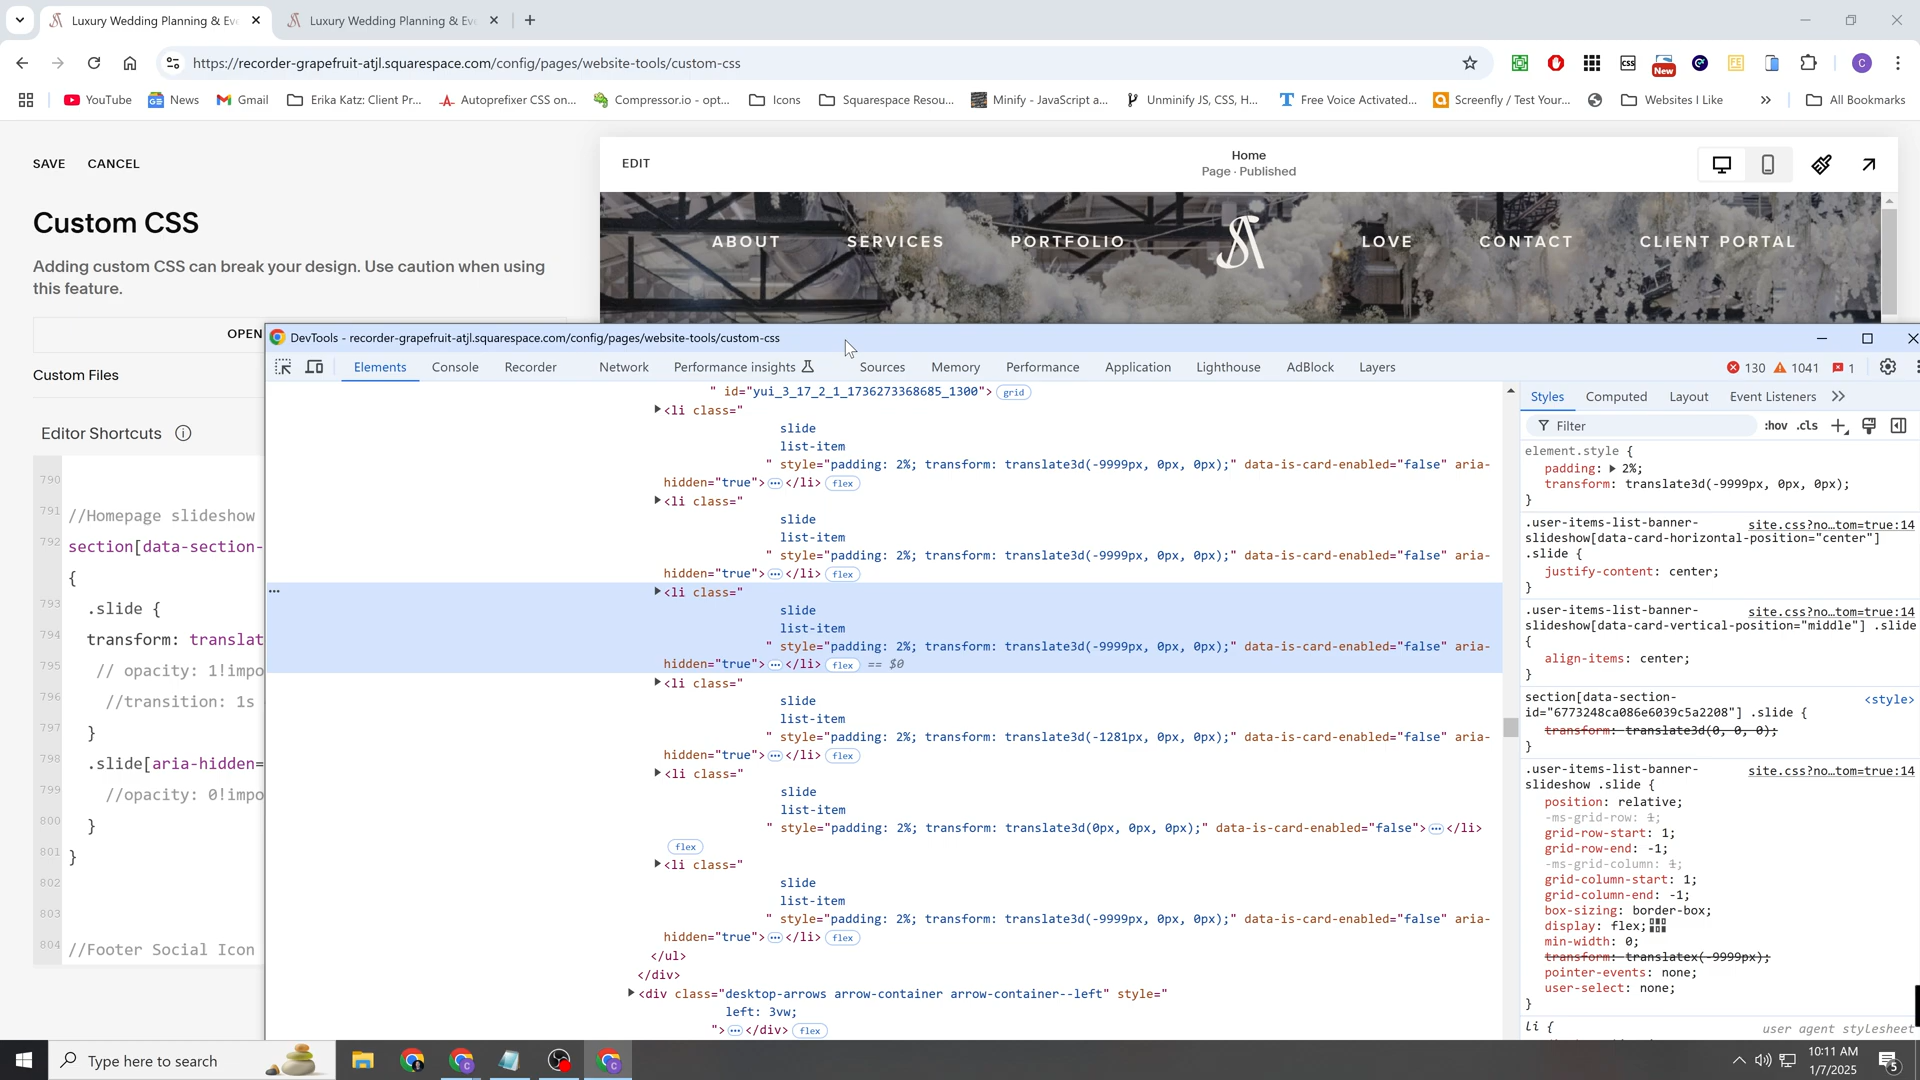 Luxury Wedding Planning & Eve
Luxury Wedding Planning & Eve
https://recorder-grapefruit-atjl.squarespace.com/config/pages/website-tools/custom-css
New
YouTube
News
Gmail
Erika Katz: Client Pr...
Autoprefixer CSS on...
Compressor.io - opt...
Icons
Squarespace Resou...
Minify - JavaScript a...
Unminify JS, CSS, H...
Free Voice Activated...
Screenfly / Test Your...
Websites I Like
All Bookmarks
SAVE CANCEL
EDIT
Home
Page · Published
Custom CSS
Adding custom CSS can break your design. Use caution when using
this feature.
ABOUT SERVICES PORTFOLIO LOVE CONTACT CLIENT PORTAL
OPEN
Custom Files
Editor Shortcuts
790
791 //Homepage slideshow
792 section[data-section-
{
793 .slide {
794 transform: translat
795 // opacity: 1!impo
796 //transition: 1s
797 }
798 .slide[aria-hidden=
799 //opacity: 0!impo
800 }
801 }
802
803
804 //Footer Social Icon
DevTools - recorder-grapefruit-atjl.squarespace.com/config/pages/website-tools/custom-css
Elements Console Recorder Network Performance insights Sources Memory Performance Application Lighthouse AdBlock Layers
130 1041 1
" id="yui_3_17_2_1_1736273368685_1300"> grid
<li class="
slide
list-item
" style="padding: 2%; transform: translate3d(-9999px, 0px, 0px);" data-is-card-enabled="false" aria-
hidden="true"> ⋯ </li> flex
<li class="
slide
list-item
" style="padding: 2%; transform: translate3d(-9999px, 0px, 0px);" data-is-card-enabled="false" aria-
hidden="true"> ⋯ </li> flex
<li class="
slide
list-item
" style="padding: 2%; transform: translate3d(-9999px, 0px, 0px);" data-is-card-enabled="false" aria-
hidden="true"> ⋯ </li> flex == $0
<li class="
slide
list-item
" style="padding: 2%; transform: translate3d(-1281px, 0px, 0px);" data-is-card-enabled="false" aria-
hidden="true"> ⋯ </li> flex
<li class="
slide
list-item
" style="padding: 2%; transform: translate3d(0px, 0px, 0px);" data-is-card-enabled="false"> ⋯ </li>
flex
<li class="
slide
list-item
" style="padding: 2%; transform: translate3d(-9999px, 0px, 0px);" data-is-card-enabled="false" aria-
hidden="true"> ⋯ </li> flex
</ul>
</div>
<div class="desktop-arrows arrow-container arrow-container--left" style="
left: 3vw;
"> ⋯ </div> flex
Styles Computed Layout Event Listeners
Filter :hov .cls
element.style {
padding: 2%;
transform: translate3d(-9999px, 0px, 0px);
}
.user-items-list-banner- site.css?no…tom=true:14
slideshow[data-card-horizontal-position="center"]
.slide {
justify-content: center;
}
.user-items-list-banner- site.css?no…tom=true:14
slideshow[data-card-vertical-position="middle"] .slide
{
align-items: center;
}
section[data-section- <style>
id="6773248ca086e6039c5a2208"] .slide {
transform: translate3d(0, 0, 0);
}
.user-items-list-banner- site.css?no…tom=true:14
slideshow .slide {
position: relative;
-ms-grid-row: 1;
grid-row-start: 1;
grid-row-end: -1;
-ms-grid-column: 1;
grid-column-start: 1;
grid-column-end: -1;
box-sizing: border-box;
display: flex;
min-width: 0;
transform: translatex(-9999px);
pointer-events: none;
user-select: none;
}
li { user agent stylesheet
Type here to search
10:11 AM
1/7/2025
5